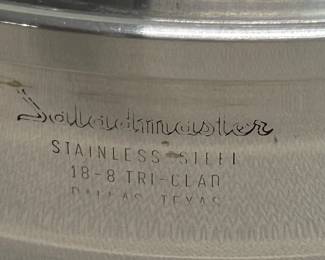 Saladmaster
STAINLESS STEEL
18-8 TRI-CLAD
DALLAS TEXAS